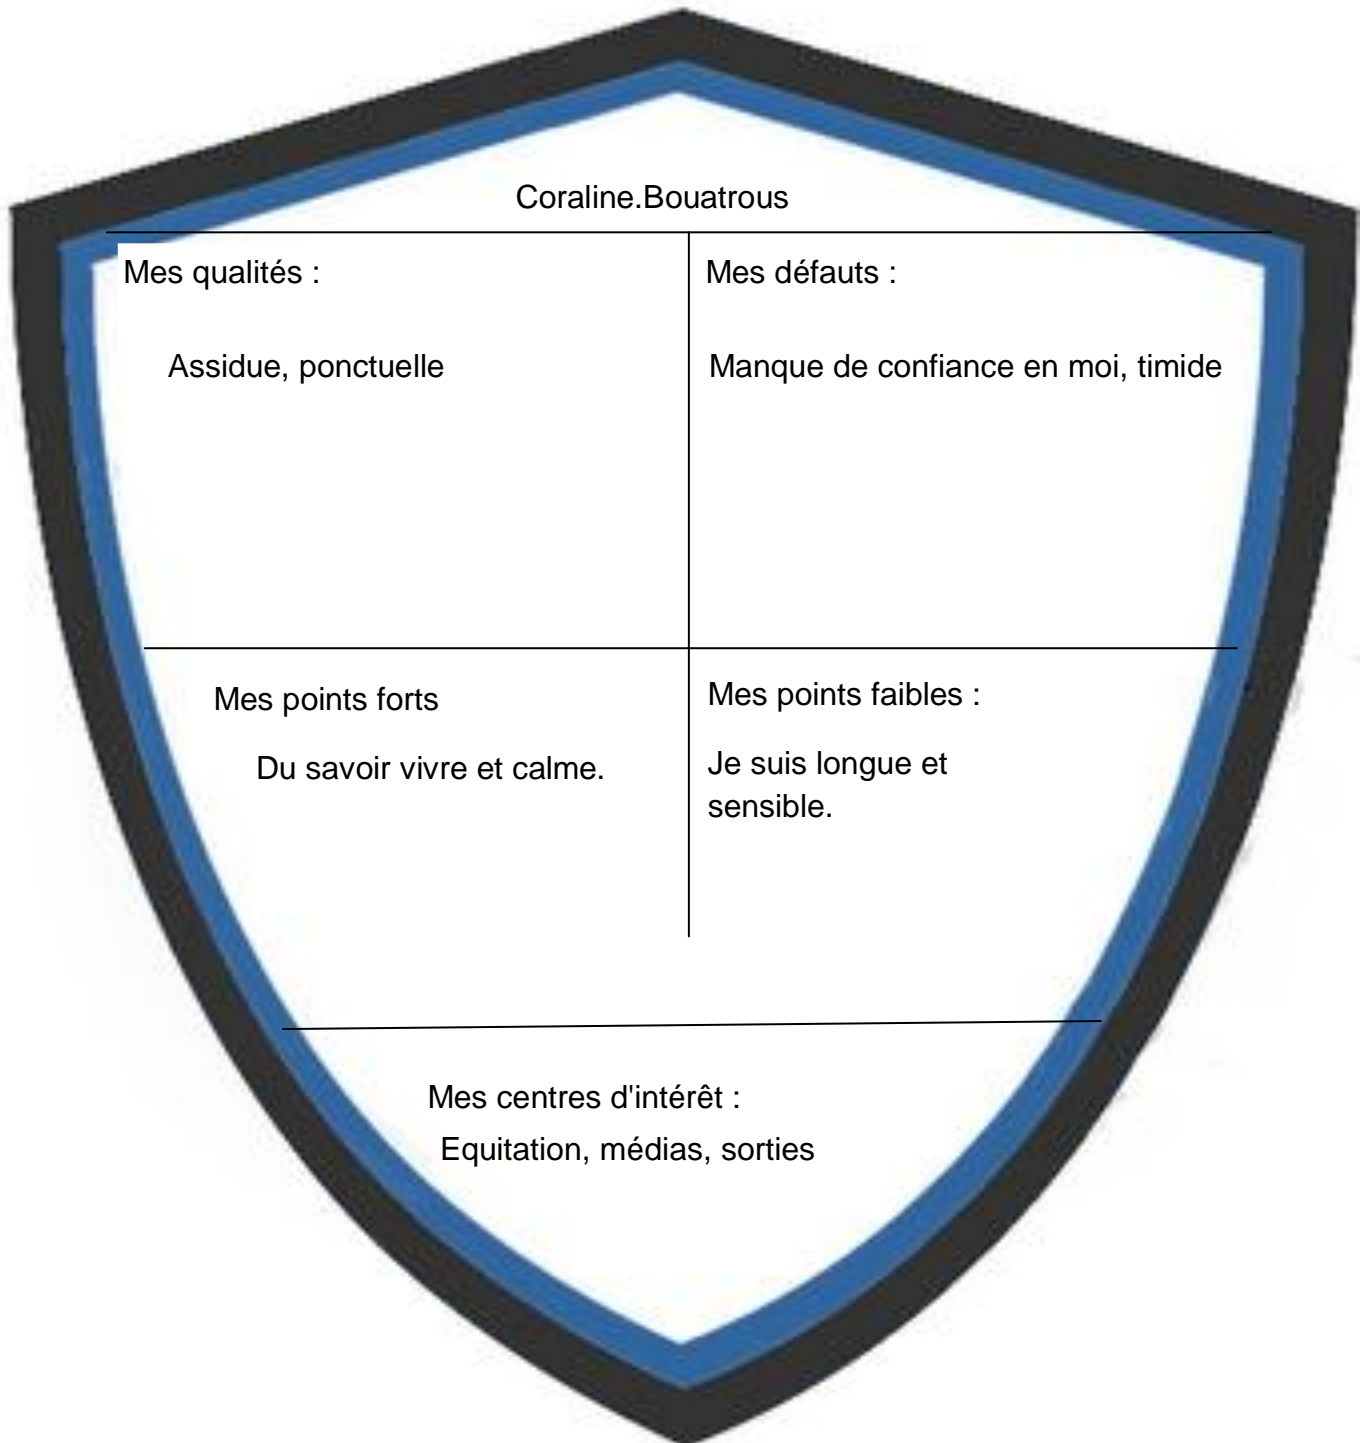 Coraline.Bouatrous
Mes qualités :
Assidue, ponctuelle
Mes défauts :
Manque de confiance en moi, timide
Mes points forts
Du savoir vivre et calme.
Mes points faibles :
Je suis longue et
sensible.
Mes centres d'intérêt :
Equitation, médias, sorties